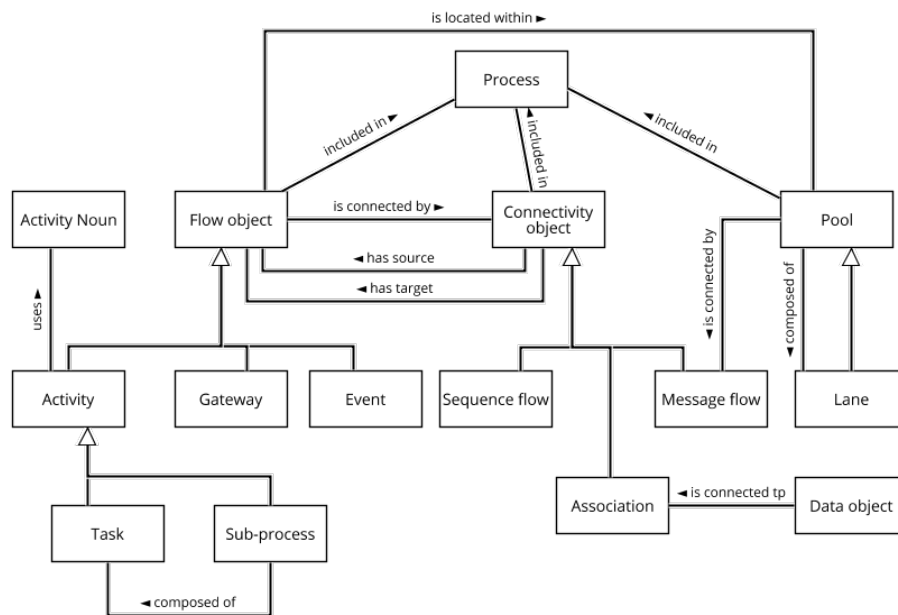 is located within ►
Process
included in ►
included in ►
◄ included in
Activity Noun
Flow object
is connected by ►
Connectivity
object
Pool
◄ has source
◄ has target
uses ►
◄ is connected by
◄ composed of
Activity
Gateway
Event
Sequence flow
Message flow
Lane
Task
Sub-process
Association
◄ is connected tp
Data object
◄ composed of